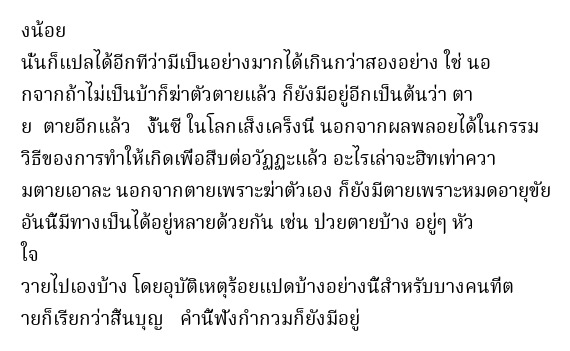 งน้อย
นั้นก็แปลได้อีกทีว่ามีเป็นอย่างมากได้เกินกว่าสองอย่าง ใช่ นอ
กจากถ้าไม่เป็นบ้าก็ฆ่าตัวตายแล้ว ก็ยังมีอยู่อีกเป็นต้นว่า ตา
ย ตายอีกแล้ว งั้นซี ในโลกเส็งเคร็งนี้ นอกจากผลพลอยได้ในกรรม
วิธีของการทำให้เกิดเพื่อสืบต่อวัฏฏะแล้ว อะไรเล่าจะฮิทเท่าควา
มตายเอาละ นอกจากตายเพราะฆ่าตัวเอง ก็ยังมีตายเพราะหมดอายุขัย
อันนี้มีทางเป็นได้อยู่หลายด้วยกัน เช่น ป่วยตายบ้าง อยู่ๆ หัว
ใจ
วายไปเองบ้าง โดยอุบัติเหตุร้อยแปดบ้างอย่างนี้สำหรับบางคนที่ต
ายก็เรียกว่าสิ้นบุญ คำนี้ฟังกำกวมก็ยังมีอยู่